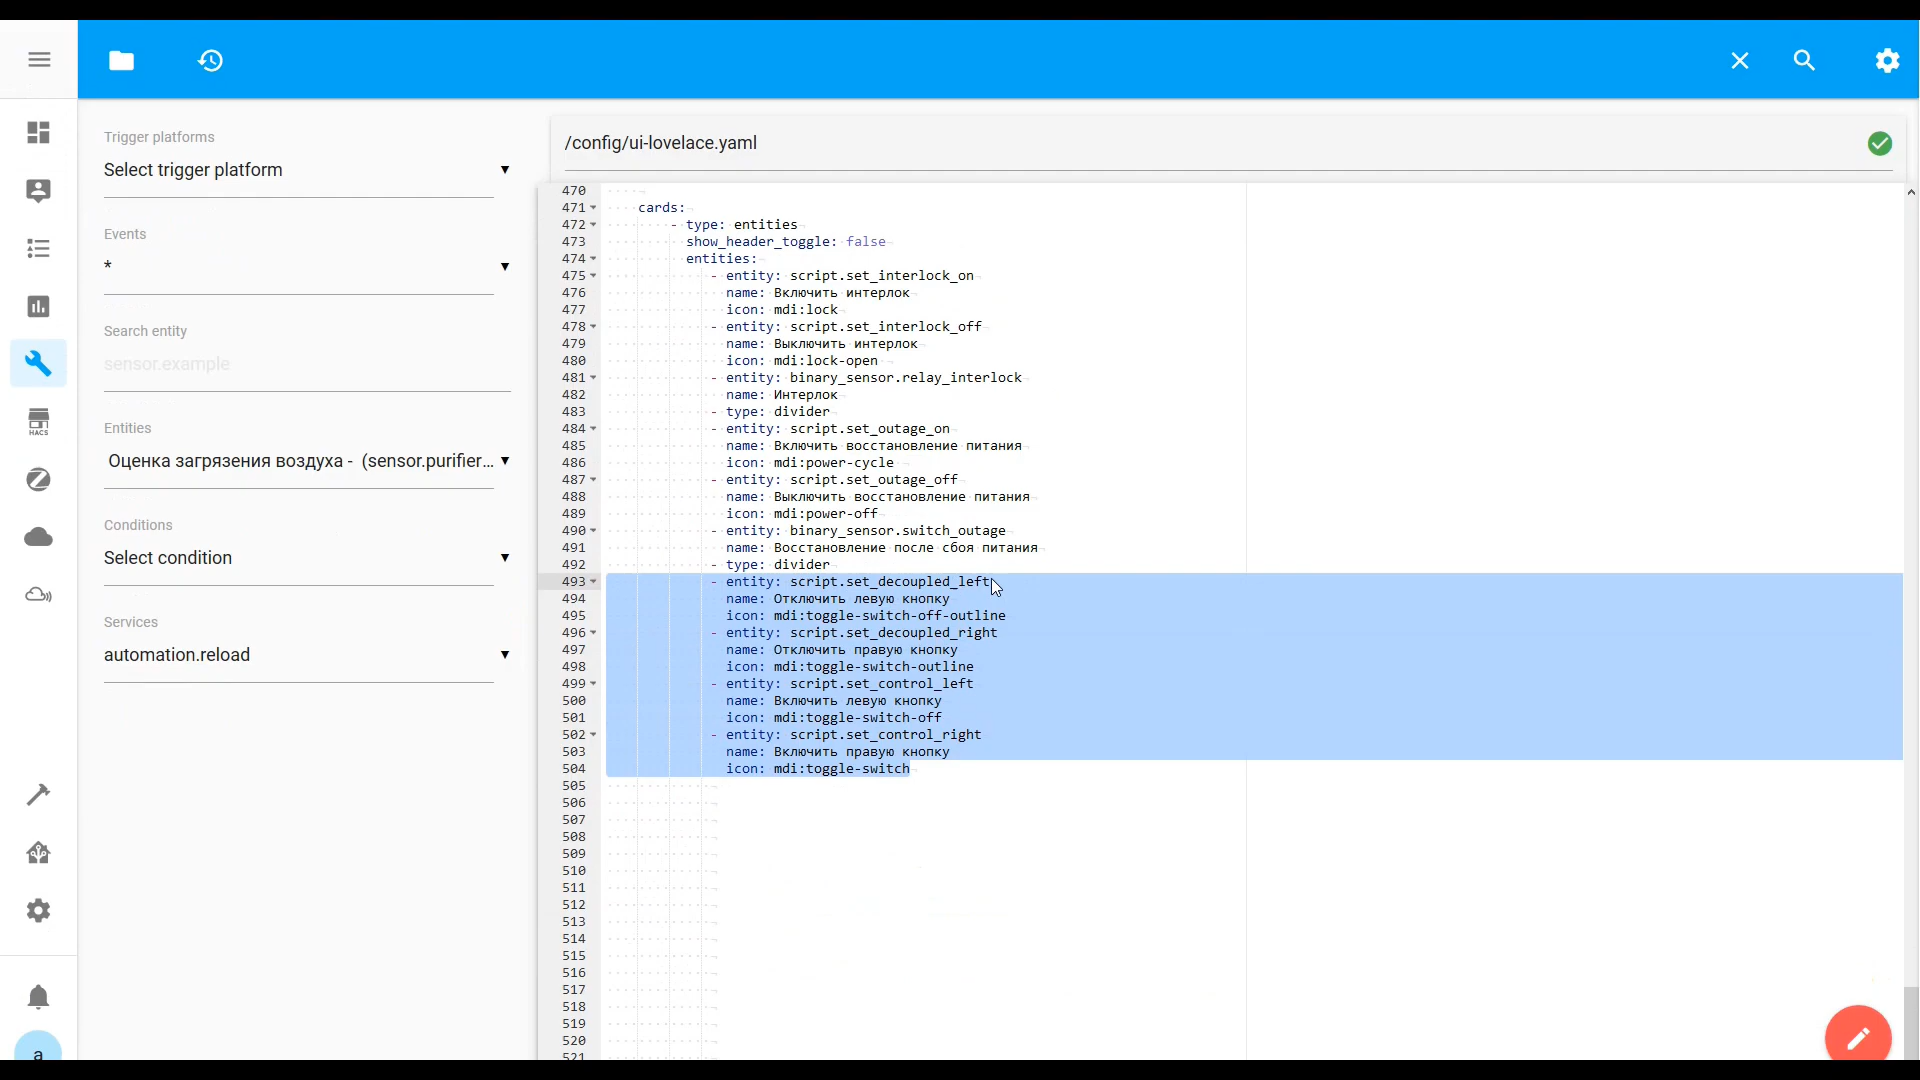 /config/ui-lovelace.yaml
Trigger platforms
Select trigger platform
Events
*
Search entity
sensor.example
Entities
Оценка загрязения воздуха - (sensor.purifier...
Conditions
Select condition
Services
automation.reload
HACS
a
470
471 cards:
472 - type: entities
473 show_header_toggle: false
474 entities:
475 - entity: script.set_interlock_on
476 name: Включить интерлок
477 icon: mdi:lock
478 - entity: script.set_interlock_off
479 name: Выключить интерлок
480 icon: mdi:lock-open
481 - entity: binary_sensor.relay_interlock
482 name: Интерлок
483 - type: divider
484 - entity: script.set_outage_on
485 name: Включить восстановление питания
486 icon: mdi:power-cycle
487 - entity: script.set_outage_off
488 name: Выключить восстановление питания
489 icon: mdi:power-off
490 - entity: binary_sensor.switch_outage
491 name: Восстановление после сбоя питания
492 - type: divider
493 - entity: script.set_decoupled_left
494 name: Отключить левую кнопку
495 icon: mdi:toggle-switch-off-outline
496 - entity: script.set_decoupled_right
497 name: Отключить правую кнопку
498 icon: mdi:toggle-switch-outline
499 - entity: script.set_control_left
500 name: Включить левую кнопку
501 icon: mdi:toggle-switch-off
502 - entity: script.set_control_right
503 name: Включить правую кнопку
504 icon: mdi:toggle-switch
505
506
507
508
509
510
511
512
513
514
515
516
517
518
519
520
521